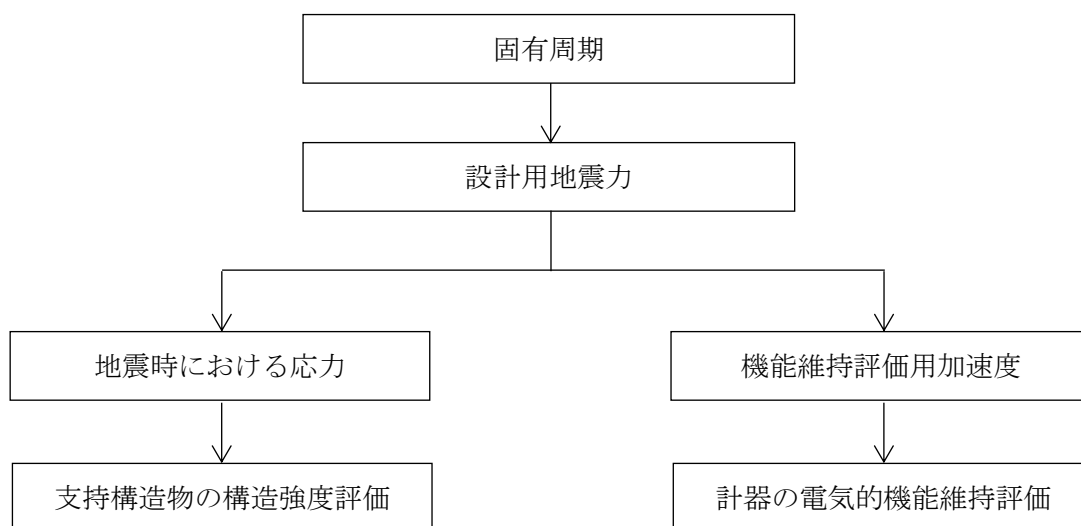 固有周期
設計用地震力
地震時における応力
機能維持評価用加速度
支持構造物の構造強度評価
計器の電気的機能維持評価